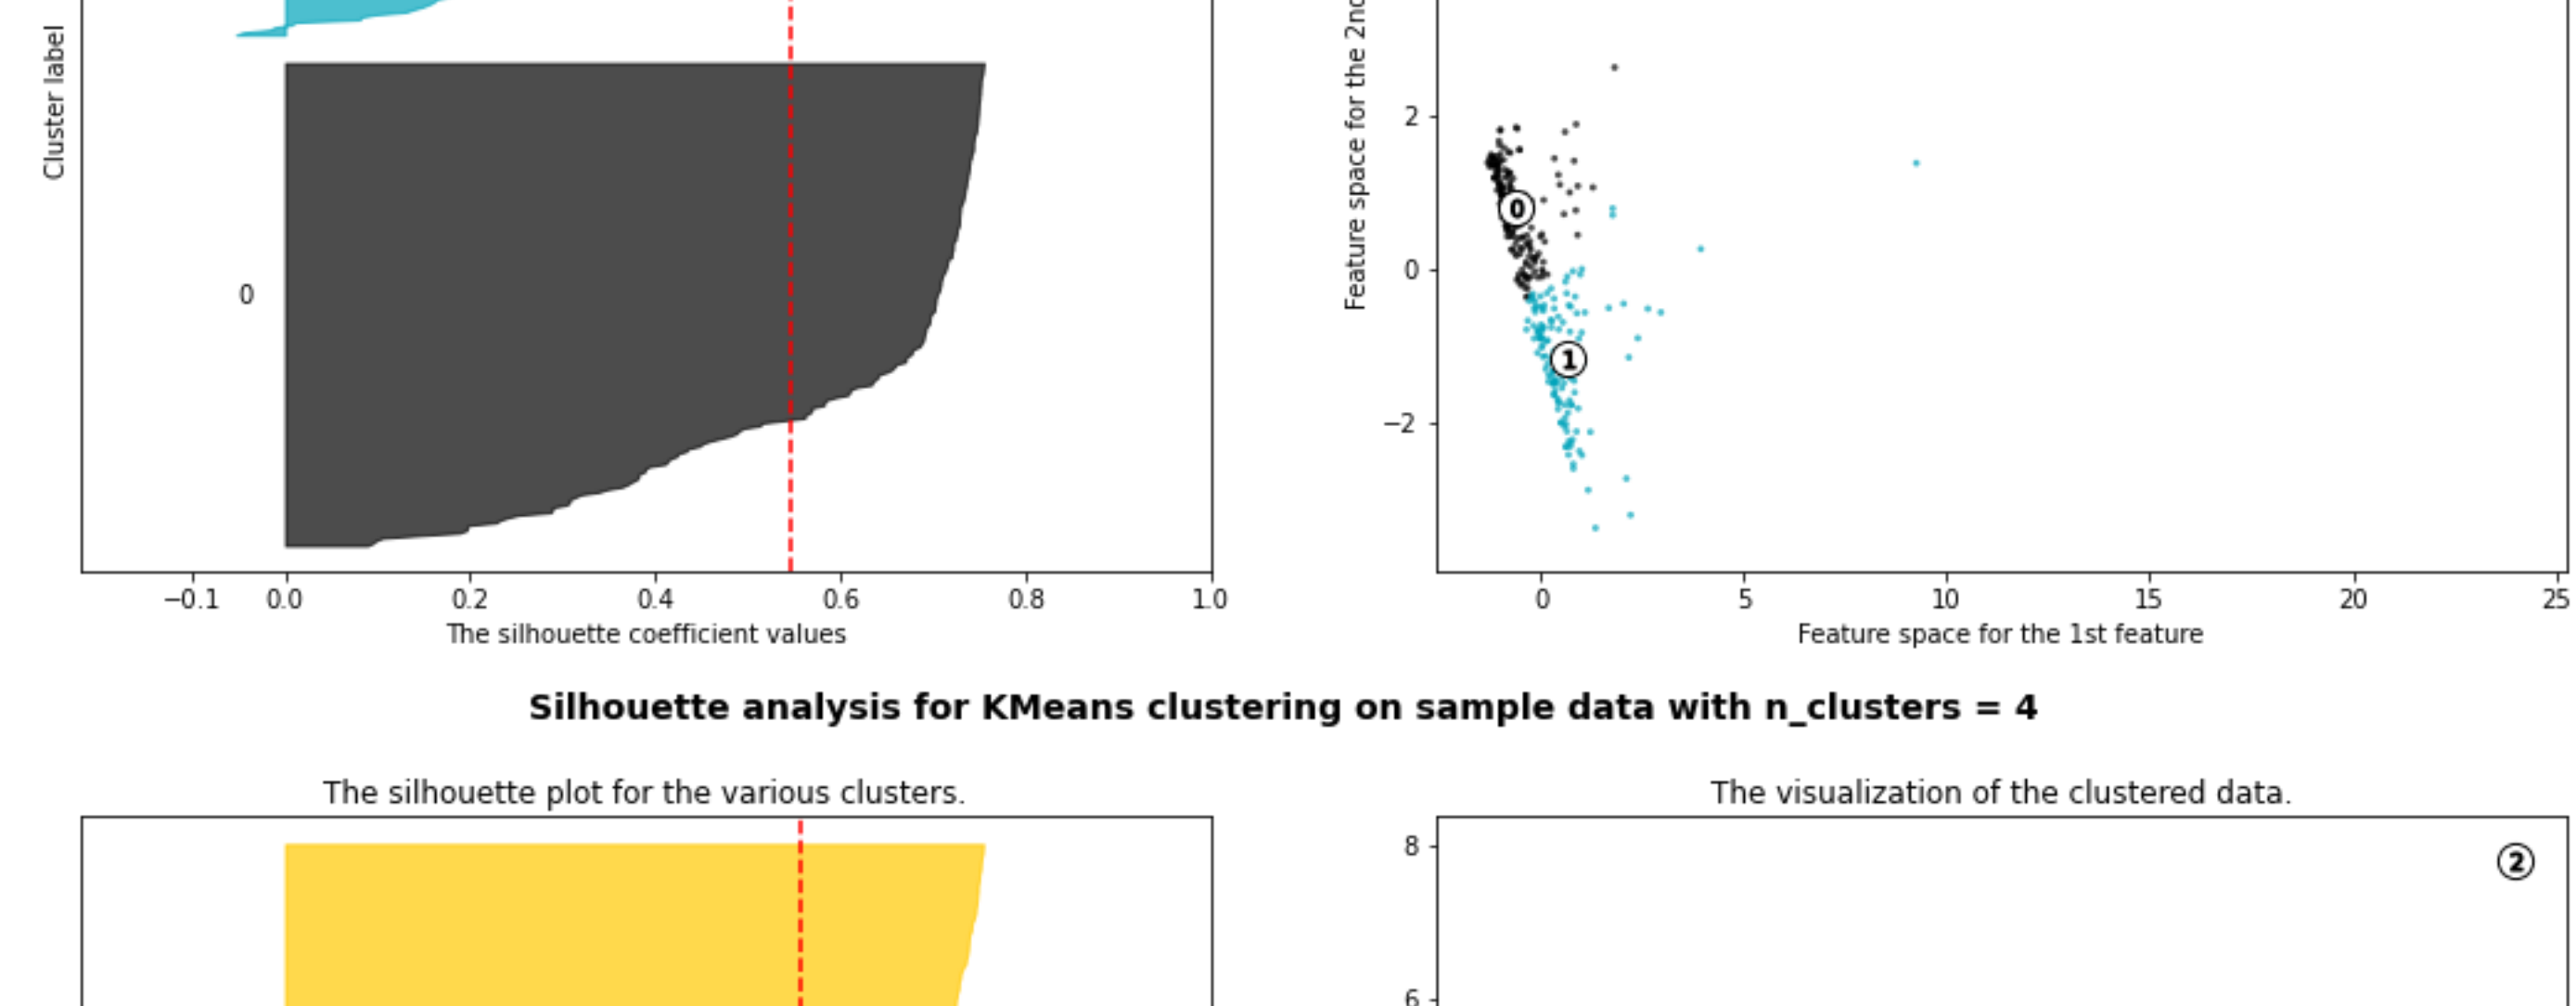 Cluster label
0
−0.1 0.0 0.2 0.4 0.6 0.8 1.0
The silhouette coefficient values
Feature space for the 2nd
2
0
−2
0
1
0 5 10 15 20 25
Feature space for the 1st feature
Silhouette analysis for KMeans clustering on sample data with n_clusters = 4
The silhouette plot for the various clusters.
The visualization of the clustered data.
8
2
6